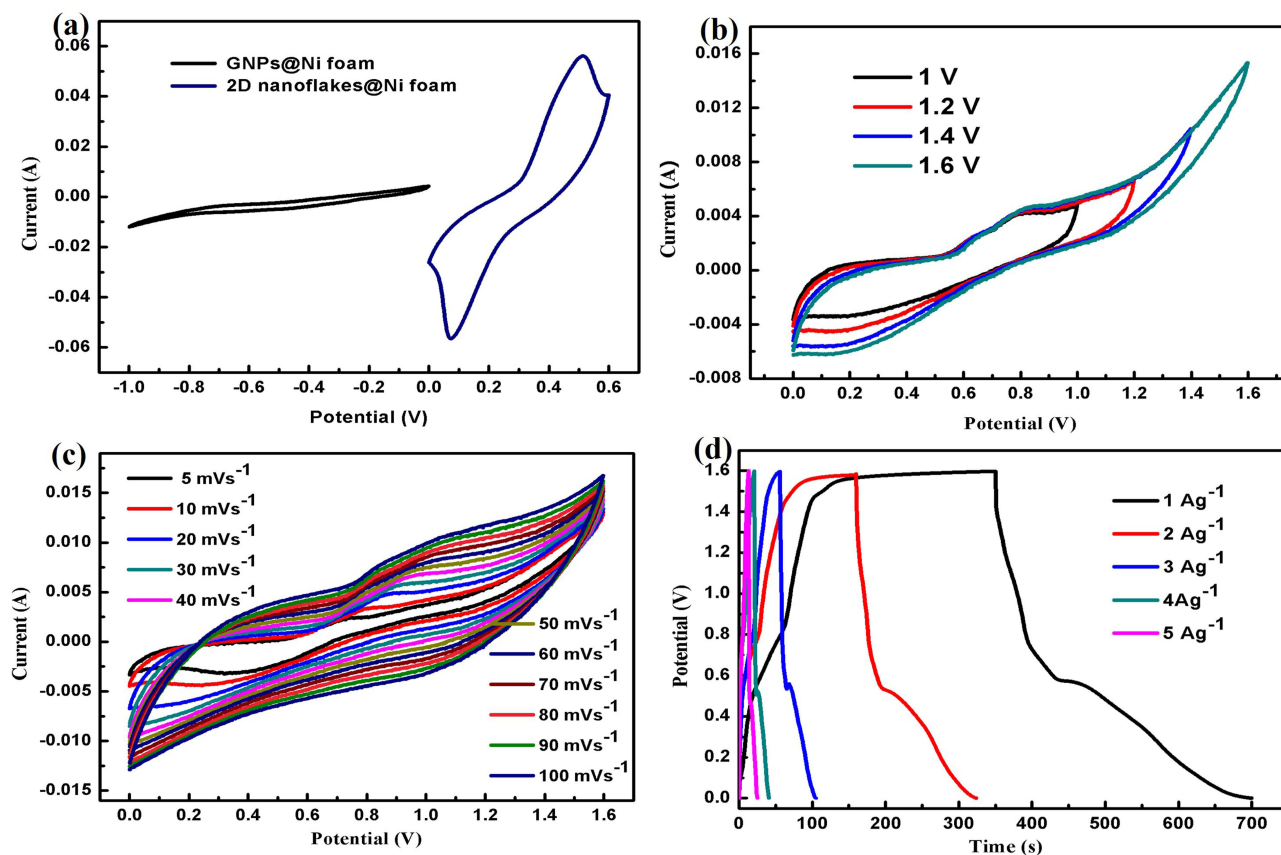 (a)
GNPs@Ni foam
2D nanoflakes@Ni foam
0.06
0.04
0.02
0.00
-0.02
-0.04
-0.06
Current (A)
-1.0 -0.8 -0.6 -0.4 -0.2 0.0 0.2 0.4 0.6
Potential (V)
(b)
1 V
1.2 V
1.4 V
1.6 V
0.016
0.012
0.008
0.004
0.000
-0.004
-0.008
Current (A)
0.0 0.2 0.4 0.6 0.8 1.0 1.2 1.4 1.6
Potential (V)
(c)
5 mVs⁻¹
10 mVs⁻¹
20 mVs⁻¹
30 mVs⁻¹
40 mVs⁻¹
50 mVs⁻¹
60 mVs⁻¹
70 mVs⁻¹
80 mVs⁻¹
90 mVs⁻¹
100 mVs⁻¹
0.015
0.010
0.005
0.000
-0.005
-0.010
-0.015
Current (A)
0.0 0.2 0.4 0.6 0.8 1.0 1.2 1.4 1.6
Potential (V)
(d)
1 Ag⁻¹
2 Ag⁻¹
3 Ag⁻¹
4Ag⁻¹
5 Ag⁻¹
1.6
1.4
1.2
1.0
0.8
0.6
0.4
0.2
0.0
Potential (V)
0 100 200 300 400 500 600 700
Time (s)